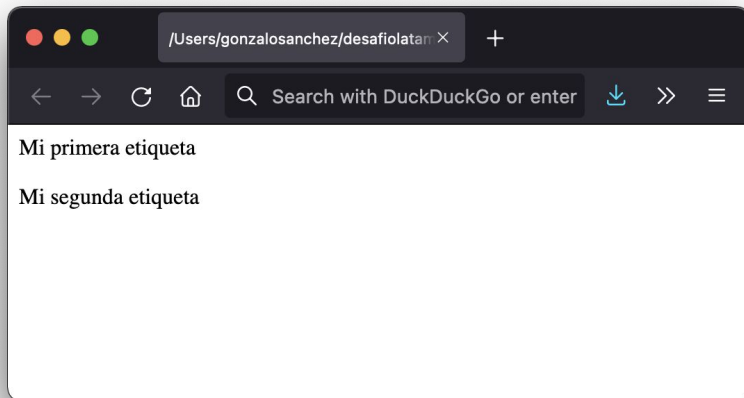 /Users/gonzalosanchez/desafiolatam
Search with DuckDuckGo or enter
Mi primera etiqueta
Mi segunda etiqueta